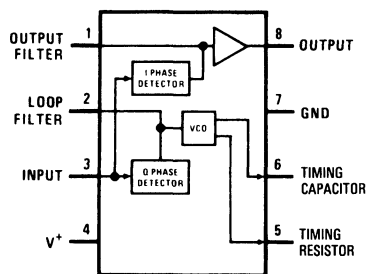 1
OUTPUT
FILTER
8
OUTPUT
I PHASE
DETECTOR
LOOP
FILTER
2
7
GND
VCO
INPUT
3
Q PHASE
DETECTOR
6
TIMING
CAPACITOR
V+
4
5
TIMING
RESISTOR